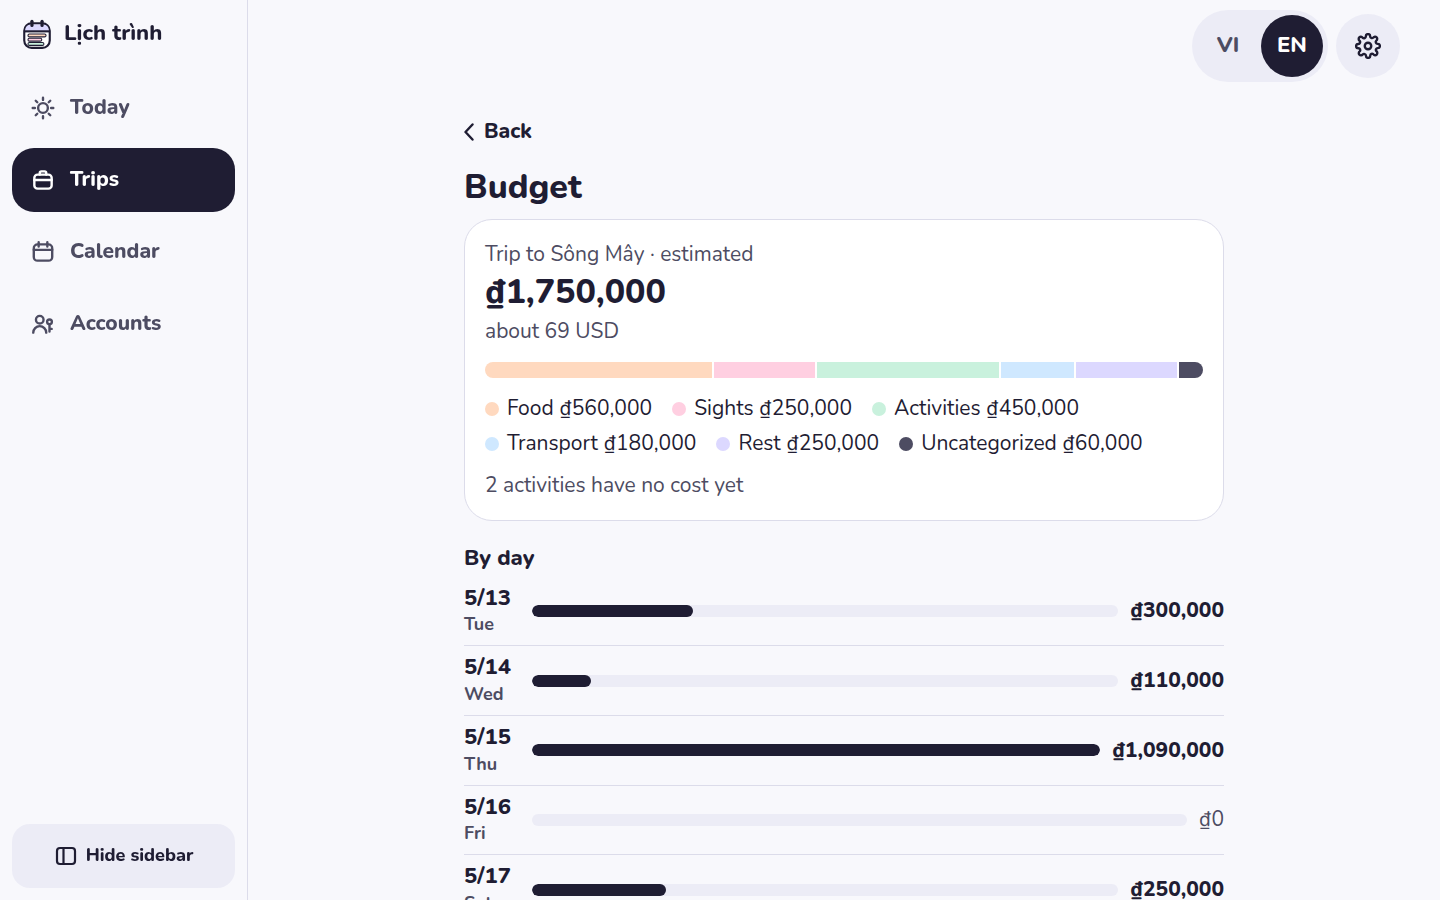 Lịch trình
Today
Trips
Calendar
Accounts
Hide sidebar
VI EN
Back
Budget
Trip to Sông Mây · estimated
₫1,750,000
about 69 USD
Food ₫560,000 Sights ₫250,000 Activities ₫450,000
Transport ₫180,000 Rest ₫250,000 Uncategorized ₫60,000
2 activities have no cost yet
By day
5/13
Tue
₫300,000
5/14
Wed
₫110,000
5/15
Thu
₫1,090,000
5/16
Fri
₫0
5/17
₫250,000